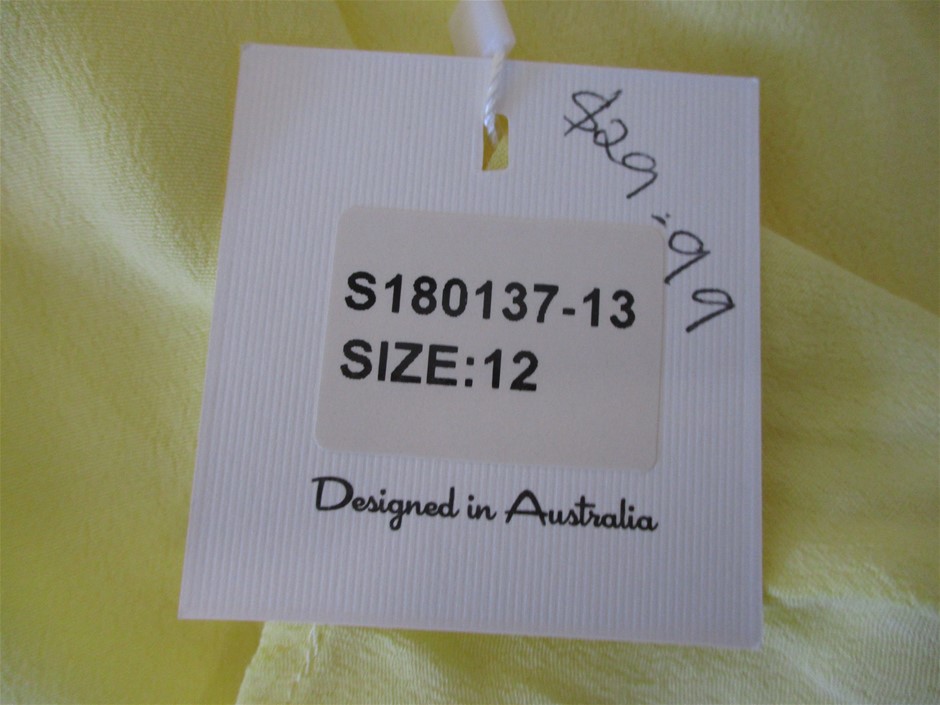 $29.99
S180137-13
SIZE:12
Designed in Australia